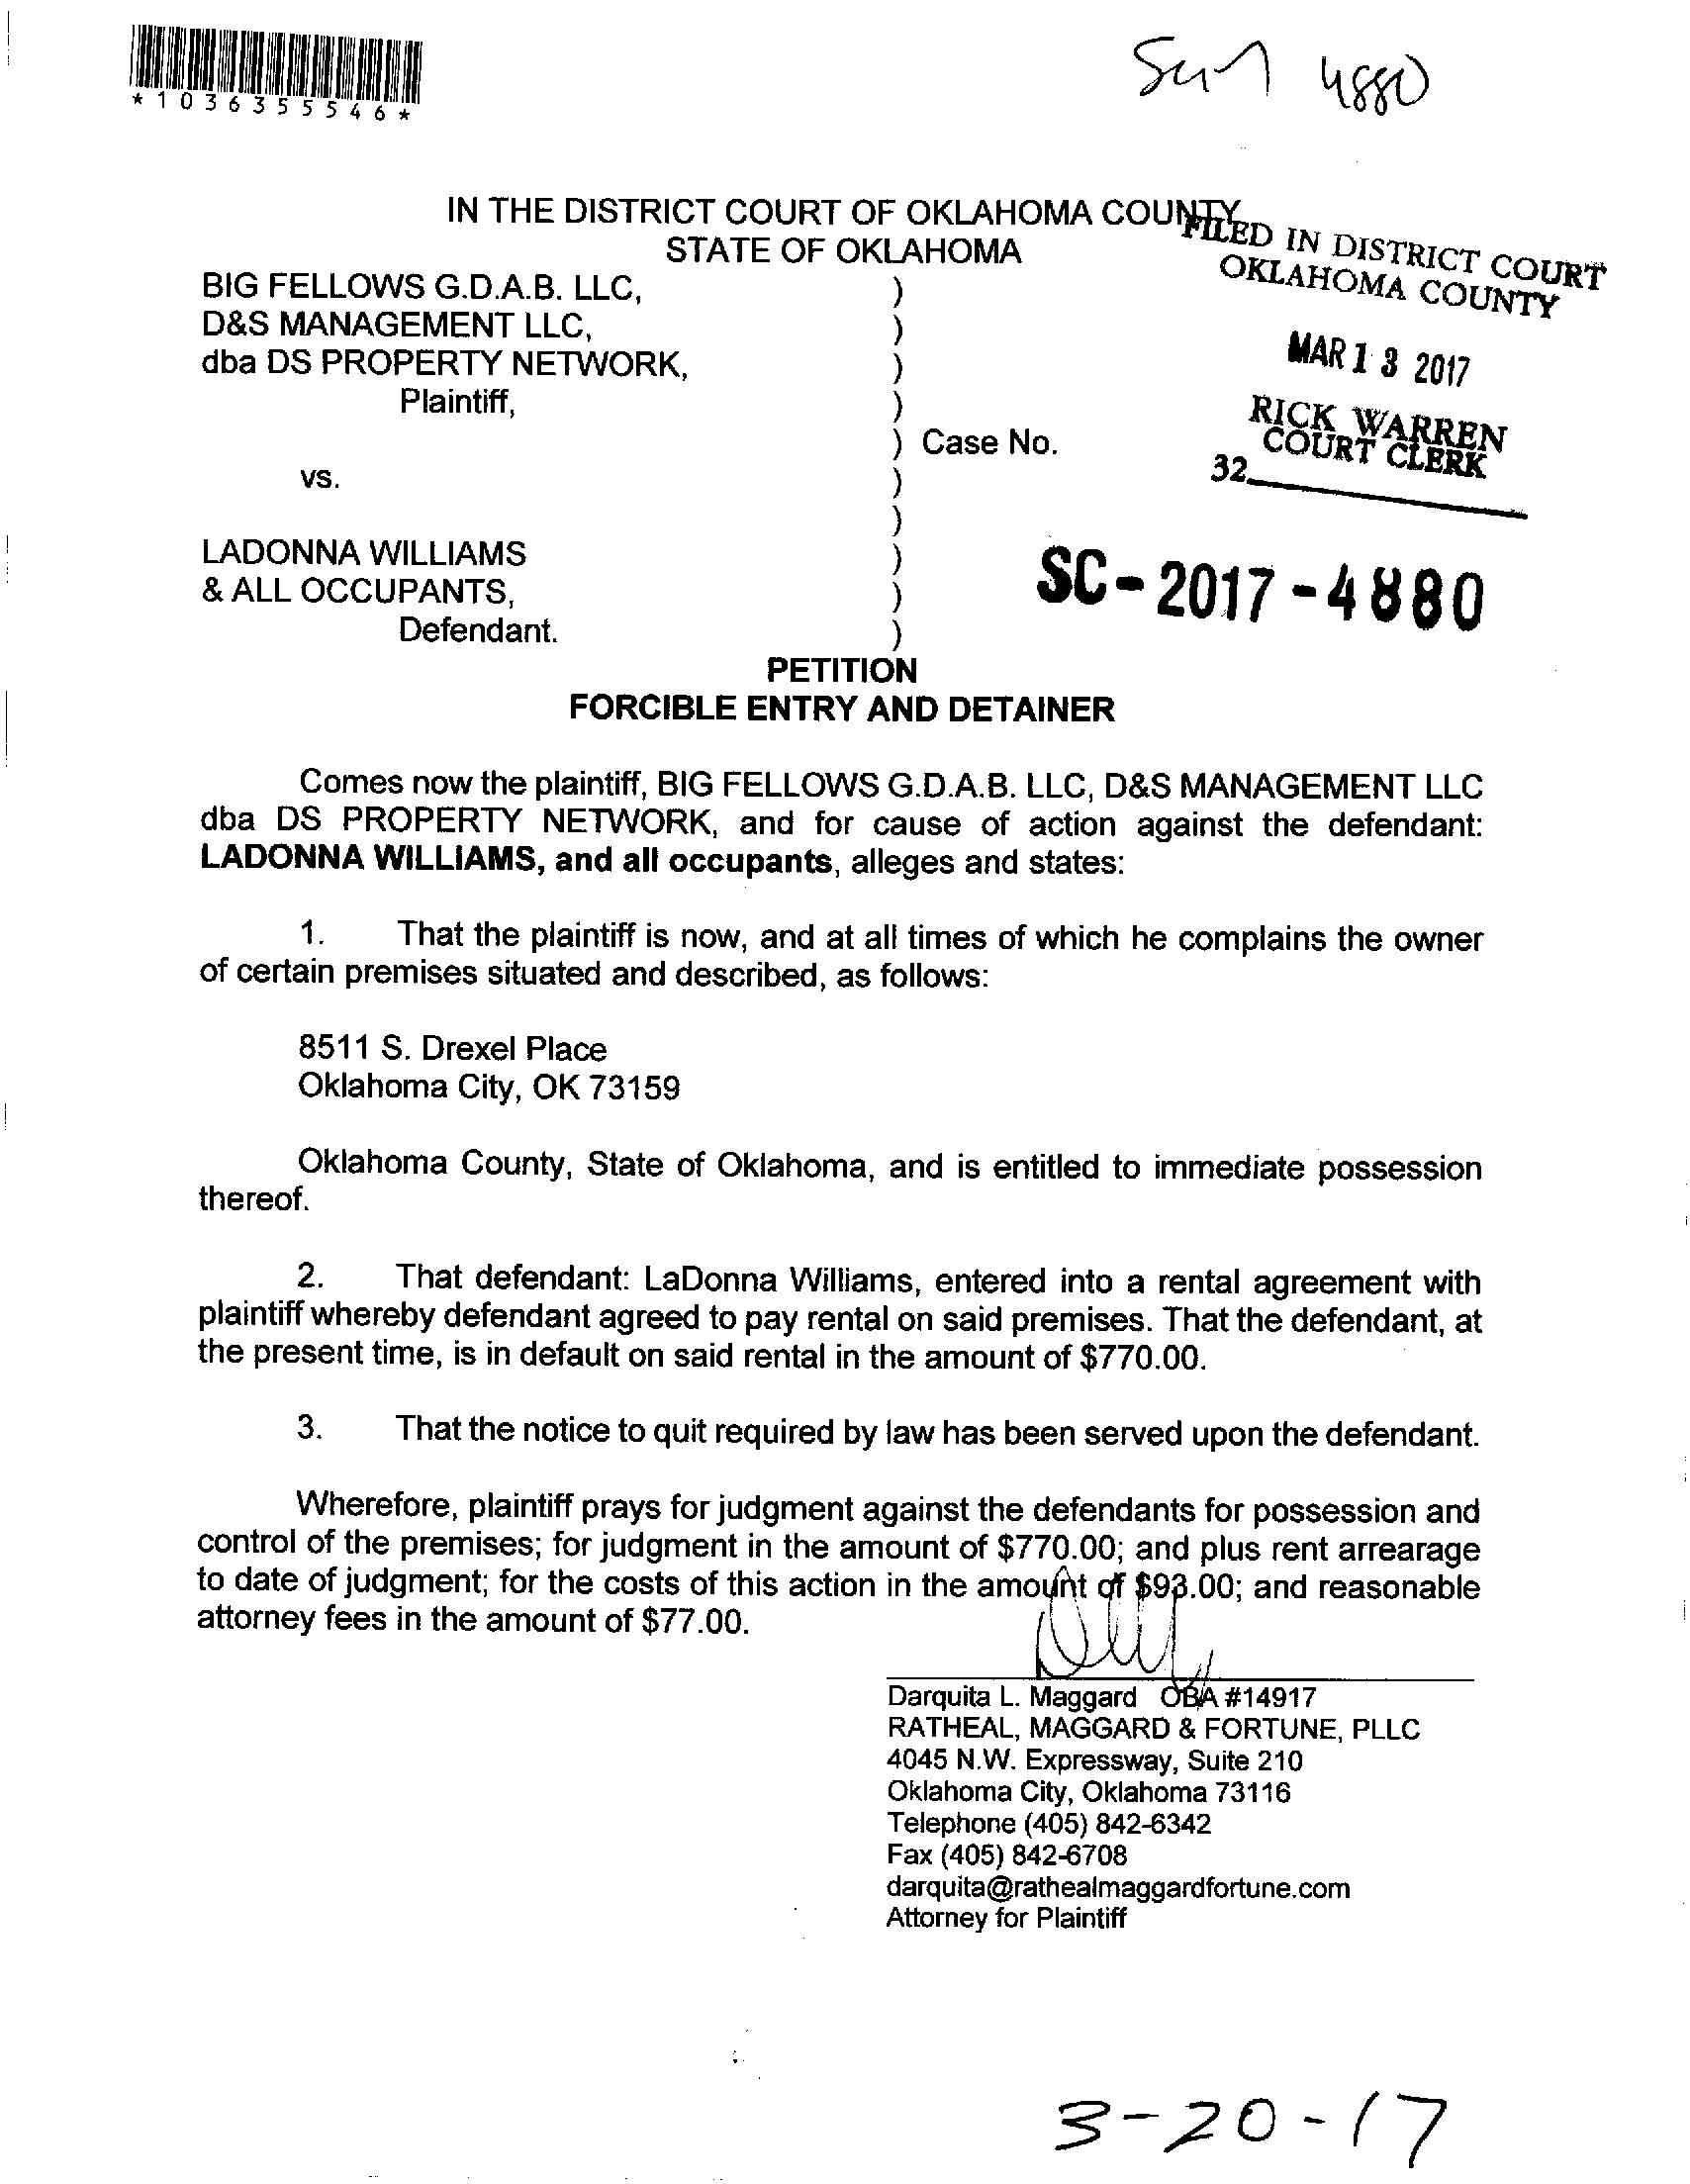 *1036355546*
4880
IN THE DISTRICT COURT OF OKLAHOMA COUNTY
STATE OF OKLAHOMA
FILED IN DISTRICT COURT
OKLAHOMA COUNTY
MAR 13 2017
RICK WARREN
COURT CLERK
32
BIG FELLOWS G.D.A.B. LLC, )
D&S MANAGEMENT LLC, )
dba DS PROPERTY NETWORK, )
Plaintiff, )
) Case No.
vs. )
)
LADONNA WILLIAMS )
& ALL OCCUPANTS, )
Defendant. )
SC-2017-4880
PETITION
FORCIBLE ENTRY AND DETAINER
Comes now the plaintiff, BIG FELLOWS G.D.A.B. LLC, D&S MANAGEMENT LLC
dba DS PROPERTY NETWORK, and for cause of action against the defendant:
LADONNA WILLIAMS, and all occupants, alleges and states:
1. That the plaintiff is now, and at all times of which he complains the owner
of certain premises situated and described, as follows:
8511 S. Drexel Place
Oklahoma City, OK 73159
Oklahoma County, State of Oklahoma, and is entitled to immediate possession
thereof.
2. That defendant: LaDonna Williams, entered into a rental agreement with
plaintiff whereby defendant agreed to pay rental on said premises. That the defendant, at
the present time, is in default on said rental in the amount of $770.00.
3. That the notice to quit required by law has been served upon the defendant.
Wherefore, plaintiff prays for judgment against the defendants for possession and
control of the premises; for judgment in the amount of $770.00; and plus rent arrearage
to date of judgment; for the costs of this action in the amount of $93.00; and reasonable
attorney fees in the amount of $77.00.
Darquita L. Maggard OBA #14917
RATHEAL, MAGGARD & FORTUNE, PLLC
4045 N.W. Expressway, Suite 210
Oklahoma City, Oklahoma 73116
Telephone (405) 842-6342
Fax (405) 842-6708
darquita@rathealmaggardfortune.com
Attorney for Plaintiff
3-20-17